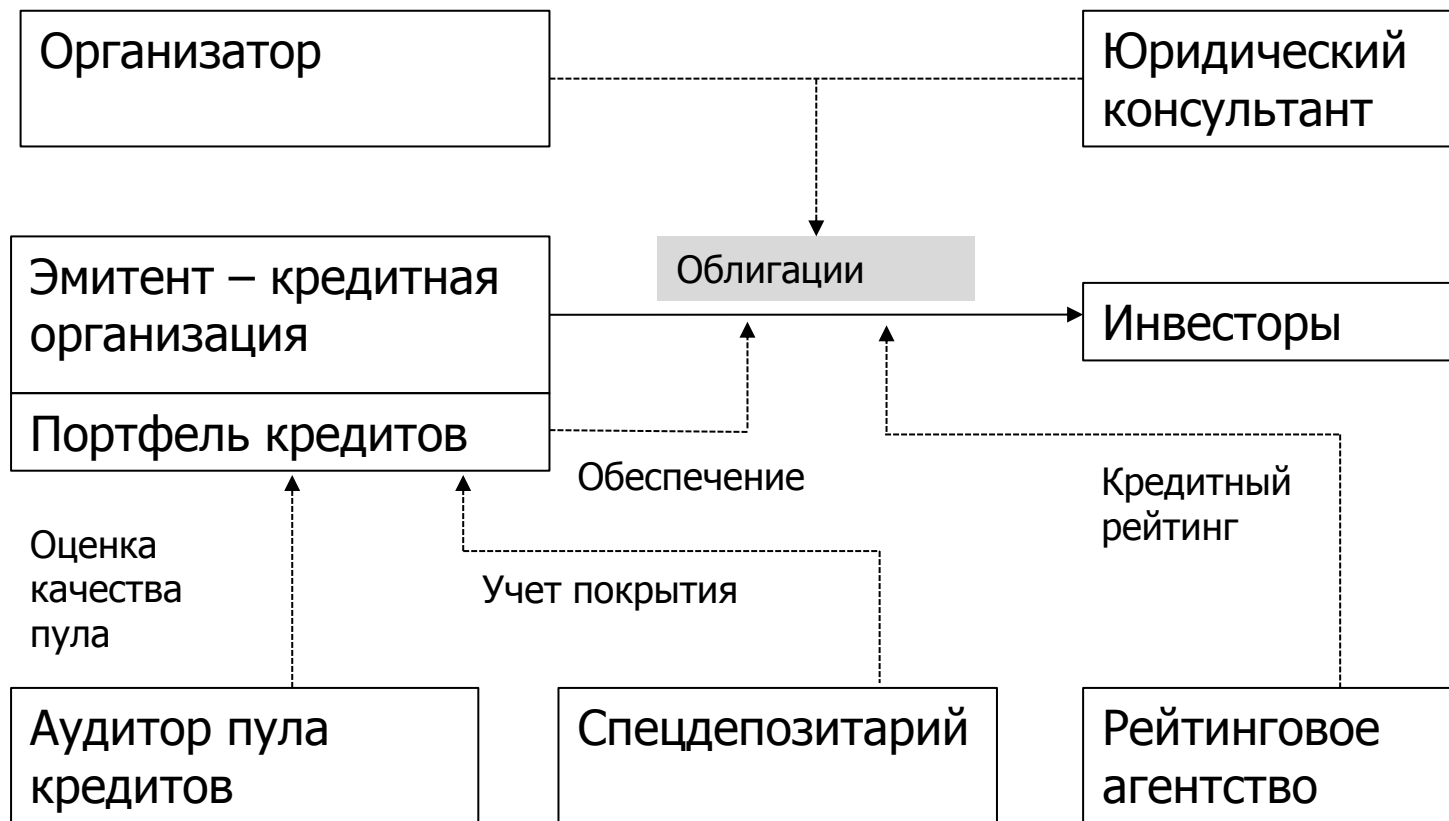 Организатор
Юридический
консультант
Эмитент – кредитная
организация
Облигации
Инвесторы
Портфель кредитов
Обеспечение
Кредитный
рейтинг
Оценка
качества
пула
Учет покрытия
Аудитор пула
кредитов
Спецдепозитарий
Рейтинговое
агентство